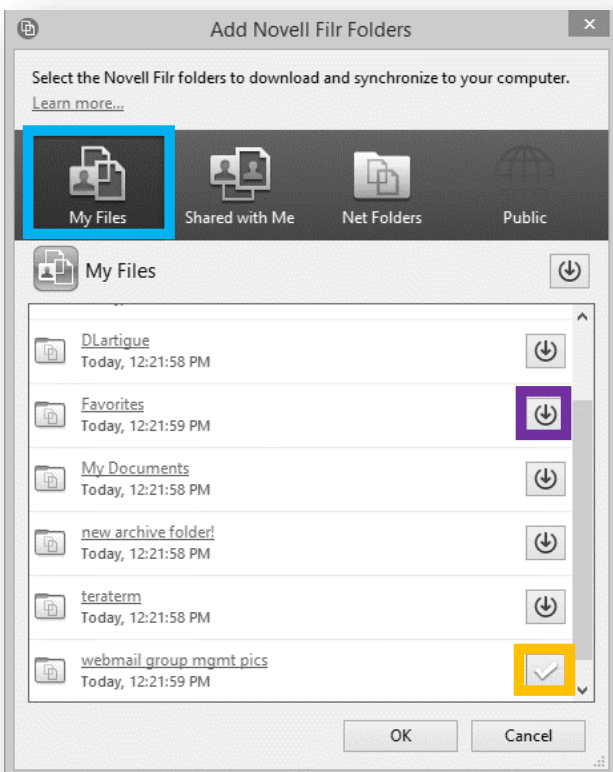 Add Novell Filr Folders
Select the Novell Filr folders to download and synchronize to your computer.
Learn more...
My Files
Shared with Me
Net Folders
Public
My Files
DLartigue
Today, 12:21:58 PM
Favorites
Today, 12:21:59 PM
My Documents
Today, 12:21:58 PM
new archive folder!
Today, 12:21:58 PM
teraterm
Today, 12:21:58 PM
webmail group mgmt pics
Today, 12:21:59 PM
OK
Cancel